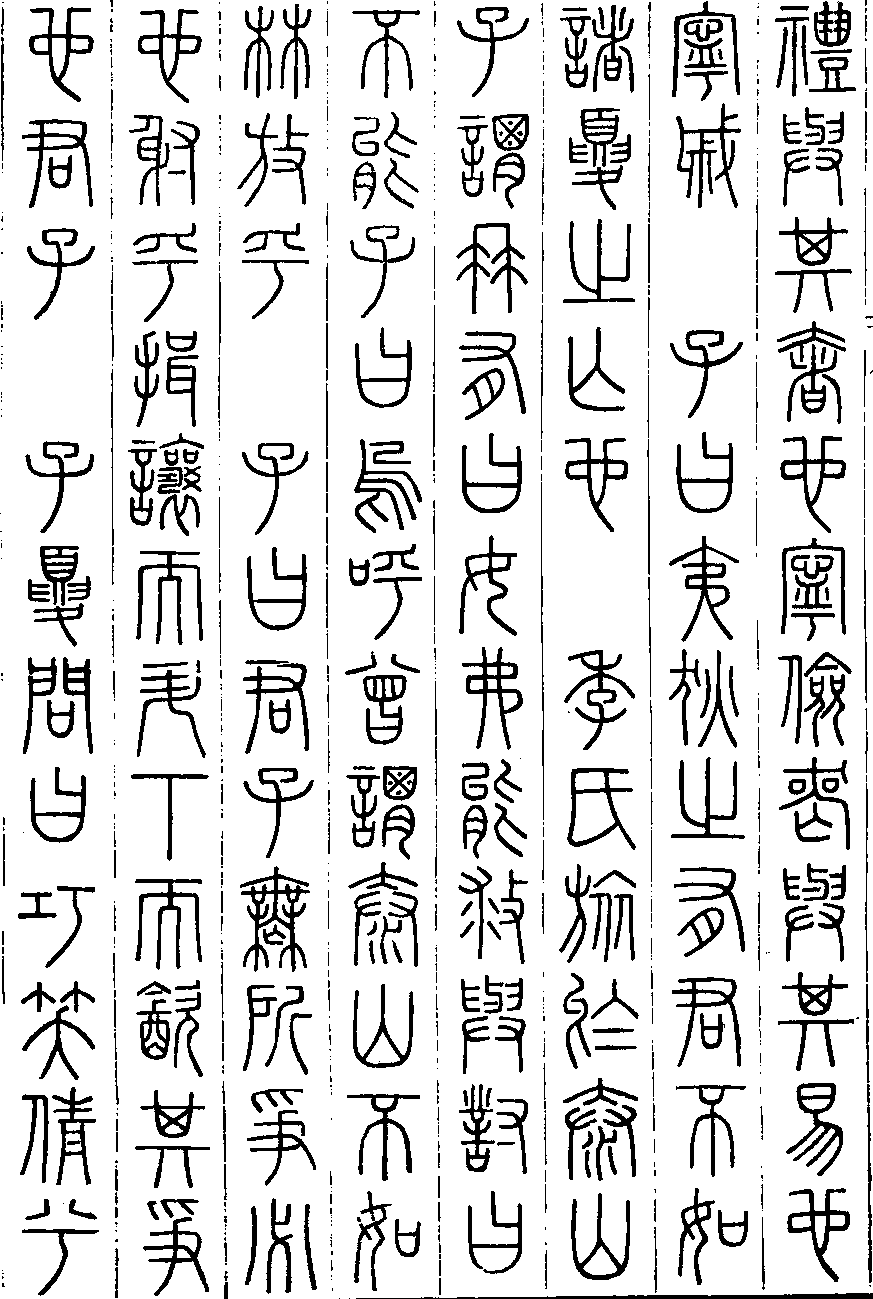 禮與其奢也寧儉喪與其易也
寧戚　子曰夷狄之有君不如
諸夏之亡也　季氏旅於泰山
子謂冉有曰女弗能救與對曰
不能子曰烏呼曾謂泰山不如
林放乎　子曰君子無所爭必
也射乎揖讓而升下而飲其爭
也君子　子夏問曰巧笑倩兮